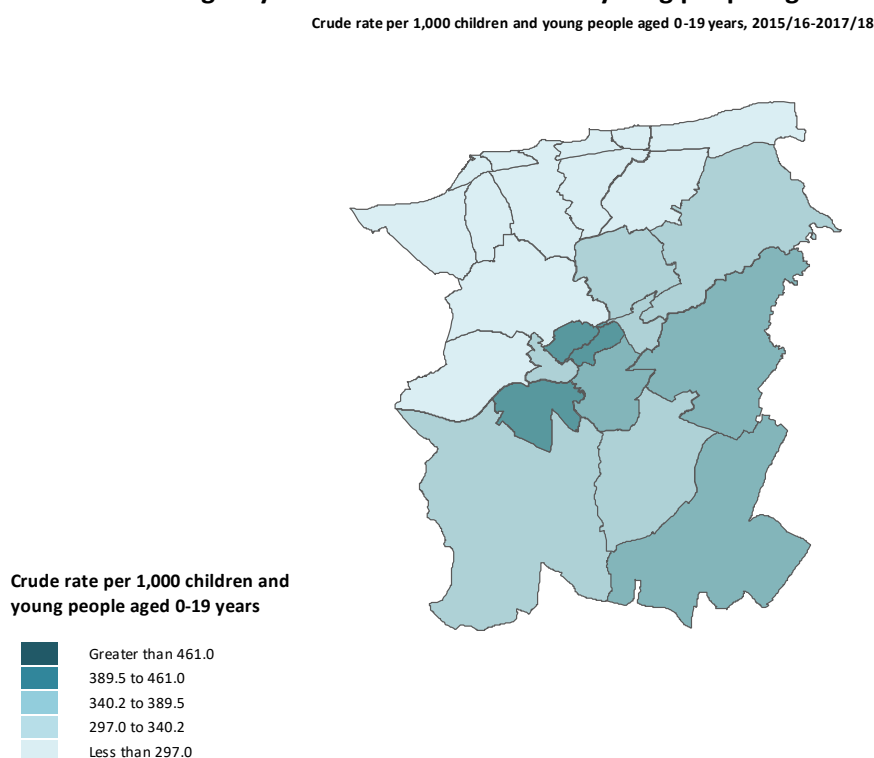 Crude rate per 1,000 children and young people aged 0-19 years, 2015/16-2017/18
Crude rate per 1,000 children and
young people aged 0-19 years
Greater than 461.0
389.5 to 461.0
340.2 to 389.5
297.0 to 340.2
Less than 297.0